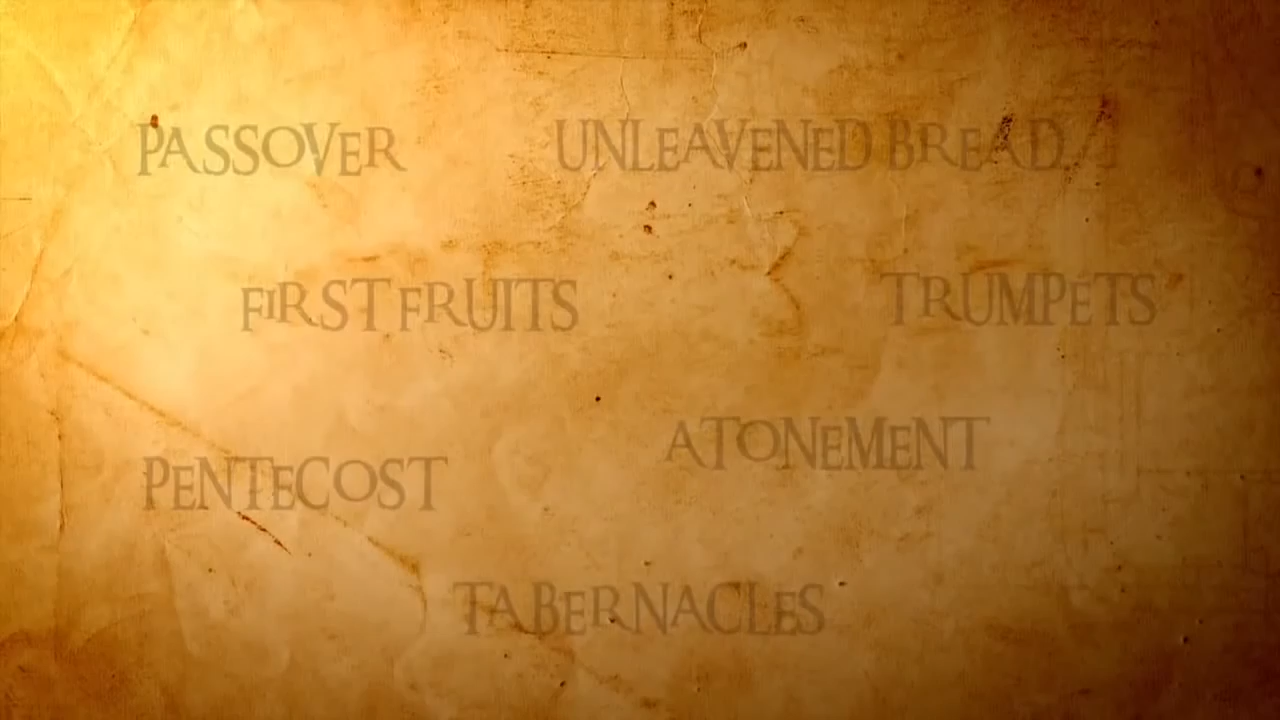 PASSOVER
UNLEAVENED BREAD
FIRST FRUITS
TRUMPETS
ATONEMENT
PENTECOST
TABERNACLES